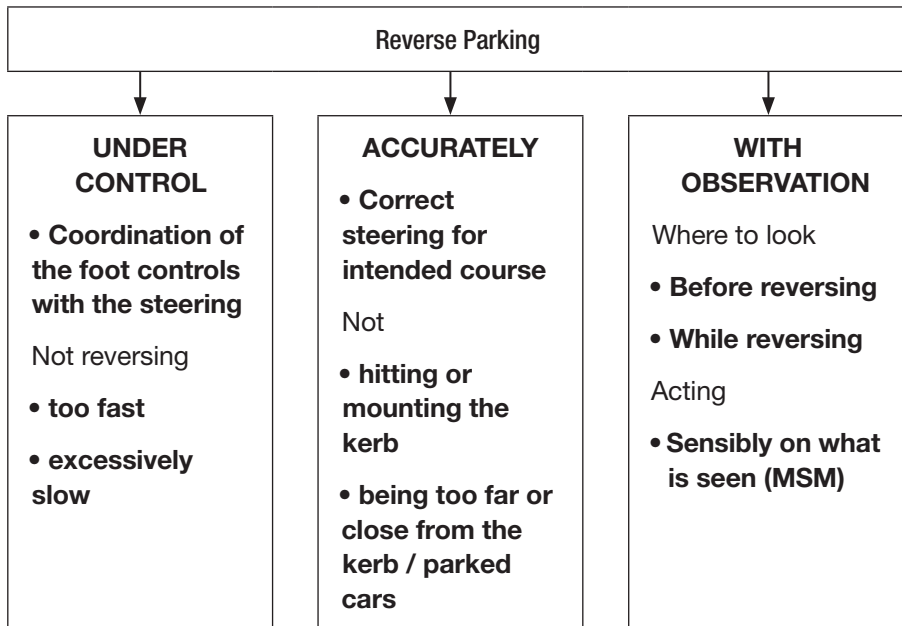 Reverse Parking
UNDER
CONTROL
• Coordination of
the foot controls
with the steering
Not reversing
• too fast
• excessively
slow
ACCURATELY
• Correct
steering for
intended course
Not
• hitting or
mounting the
kerb
• being too far or
close from the
kerb / parked
cars
WITH
OBSERVATION
Where to look
• Before reversing
• While reversing
Acting
• Sensibly on what
is seen (MSM)